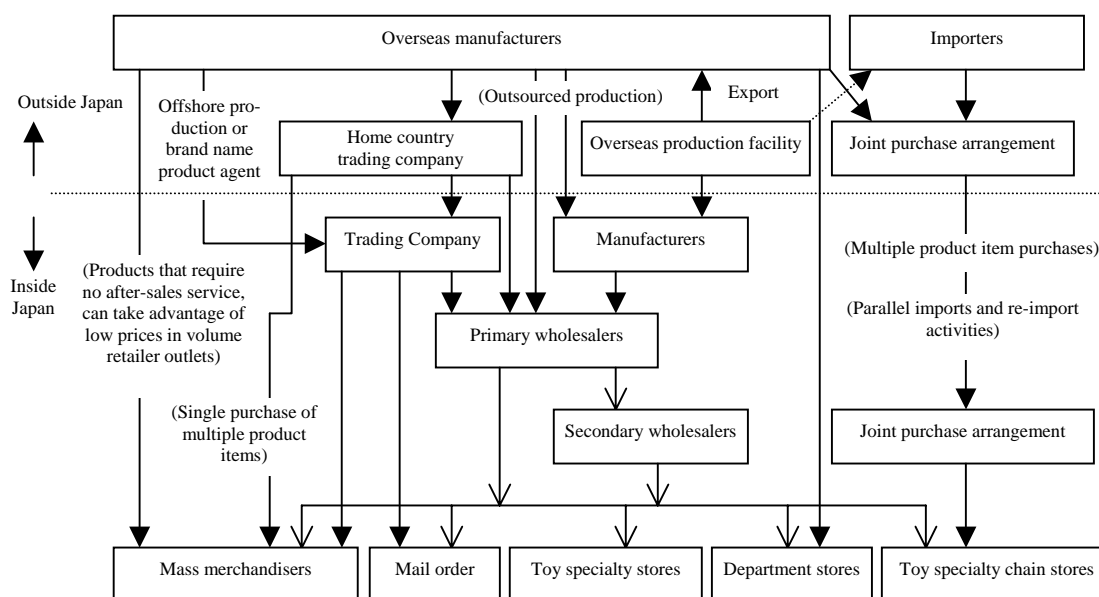 Overseas manufacturers
Importers
Outside Japan
Offshore pro-
duction or
brand name
product agent
(Outsourced production)
Export
Home country
trading company
Overseas production facility
Joint purchase arrangement
Inside
Japan
Trading Company
Manufacturers
(Multiple product item purchases)
(Products that require
no after-sales service,
can take advantage of
low prices in volume
retailer outlets)
(Parallel imports and re-import
activities)
Primary wholesalers
(Single purchase of
multiple product
items)
Secondary wholesalers
Joint purchase arrangement
Mass merchandisers
Mail order
Toy specialty stores
Department stores
Toy specialty chain stores